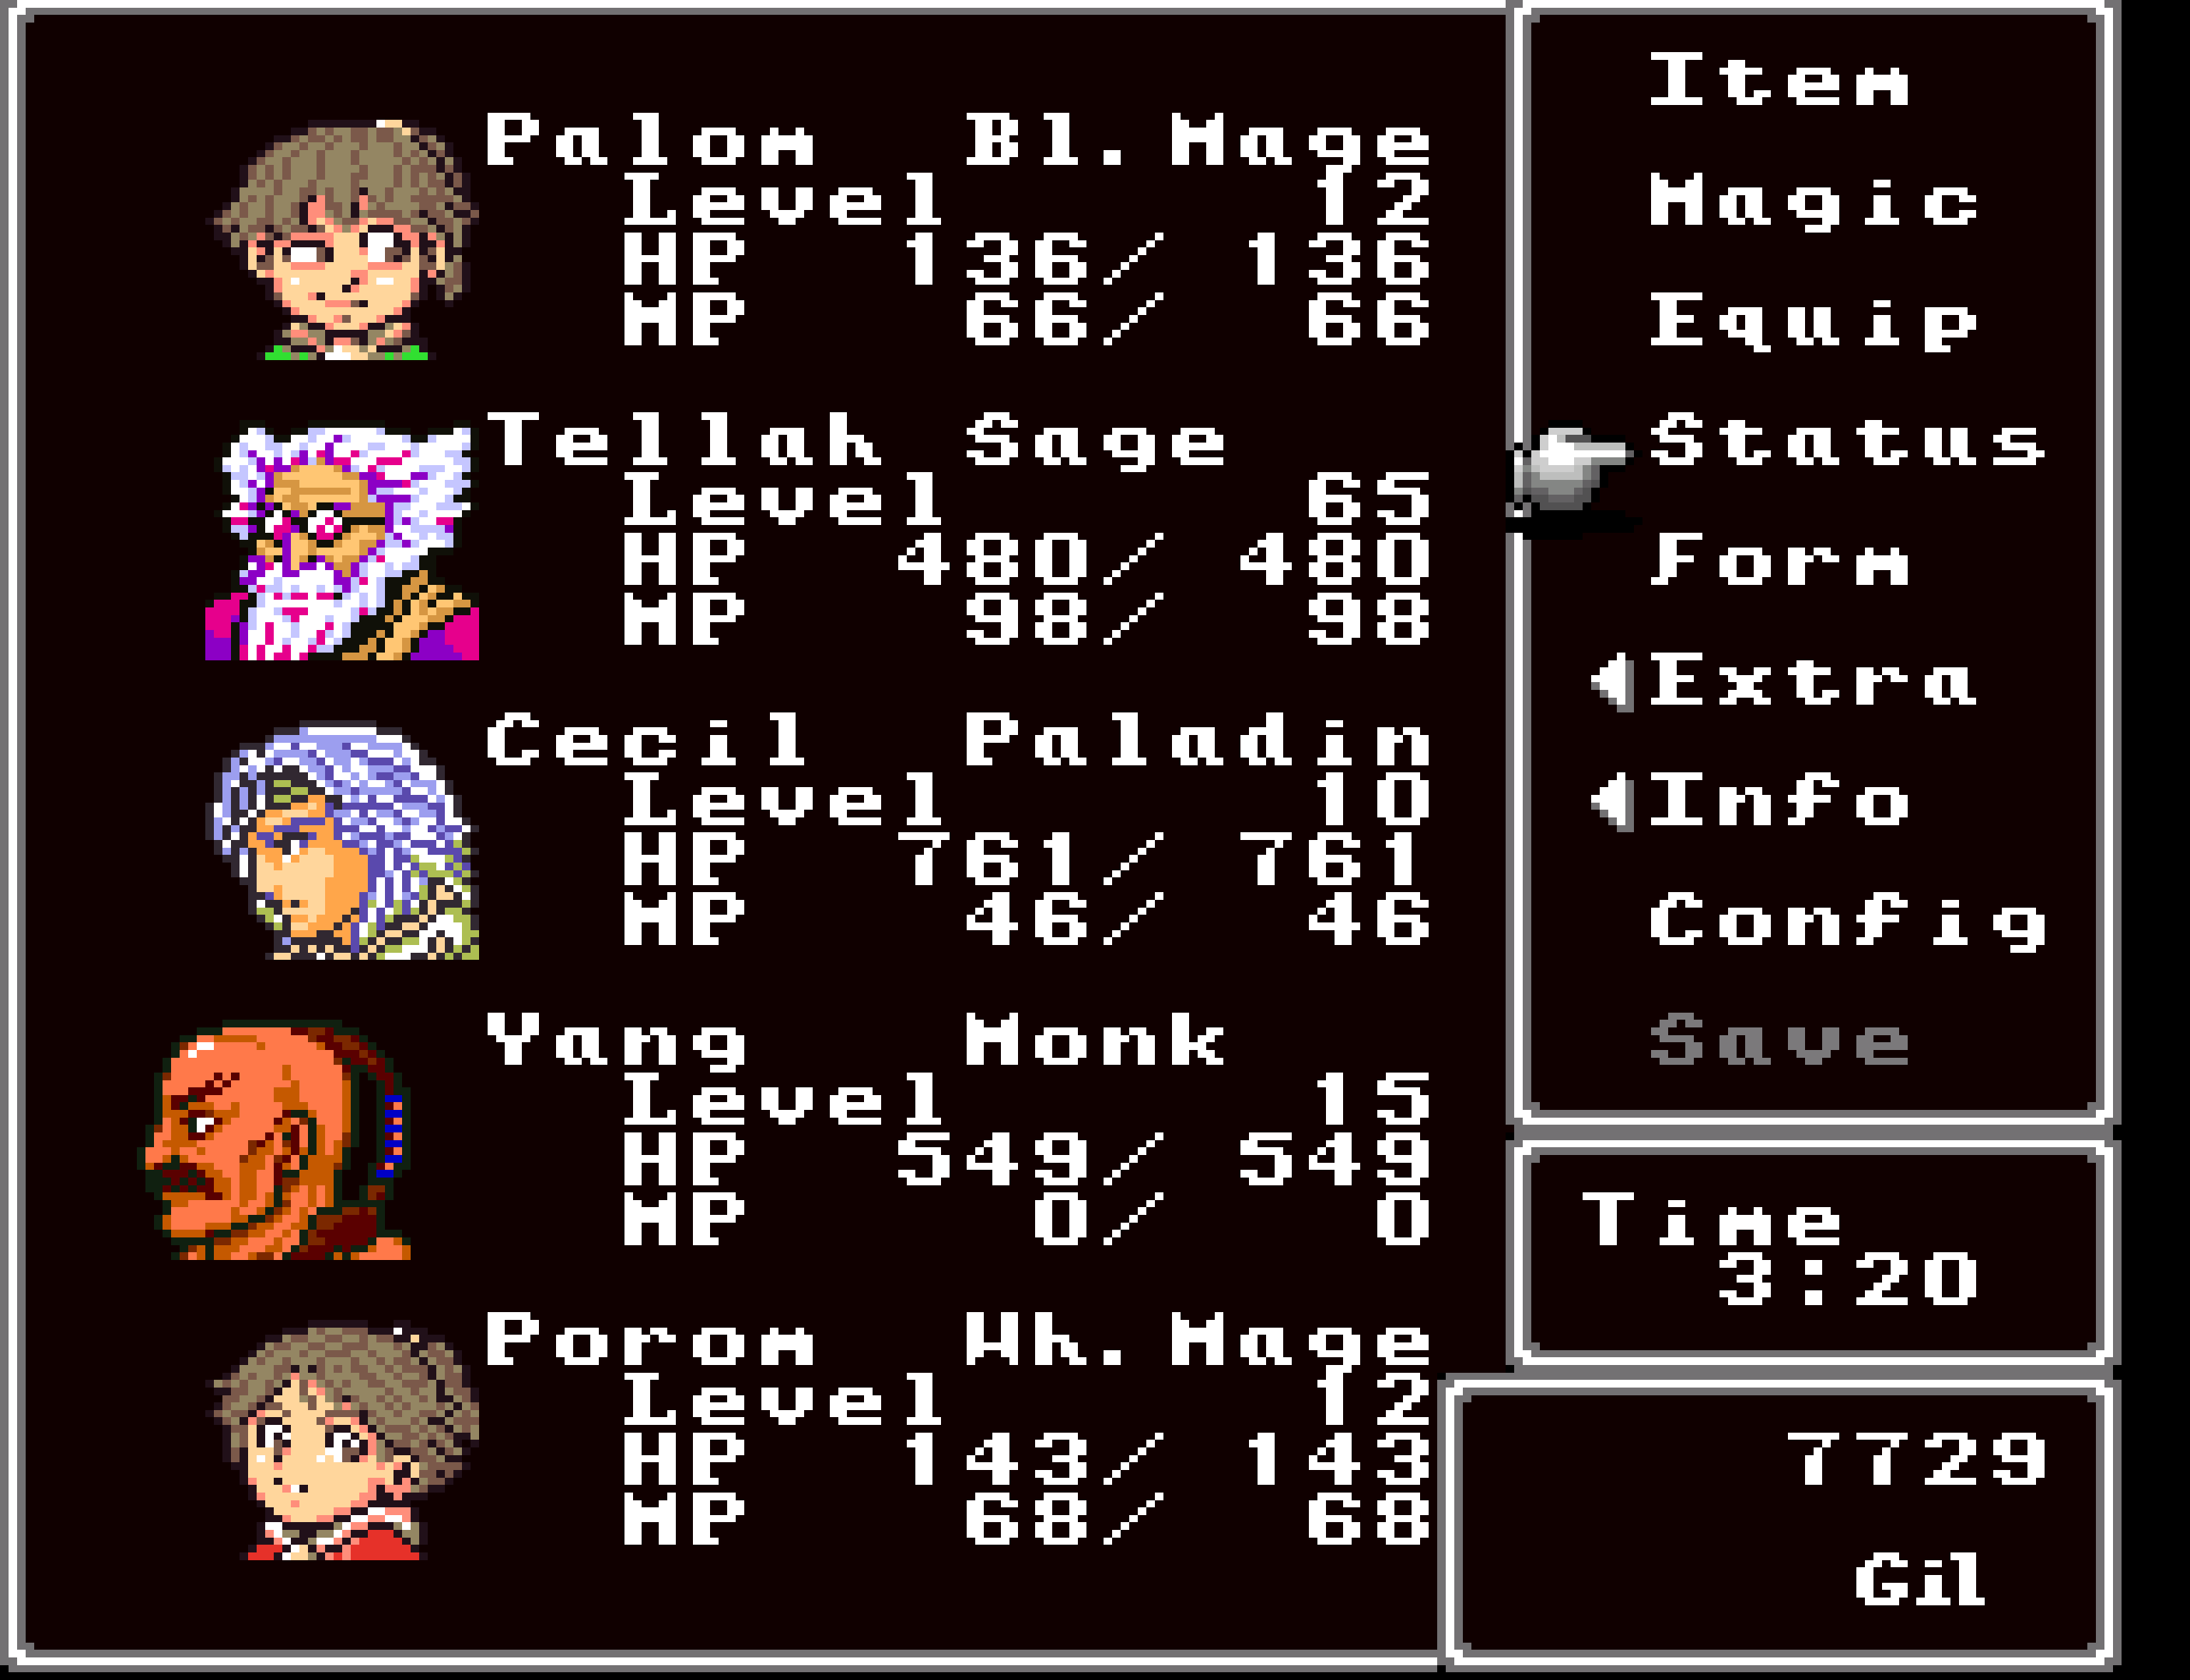 Palom Bl. Mage
Level 12
HP 136/ 136
MP 66/ 66
Tellah Sage
Level 65
HP 480/ 480
MP 98/ 98
Cecil Paladin
Level 10
HP 761/ 761
MP 46/ 46
Yang Monk
Level 15
HP 549/ 549
MP 0/ 0
Porom Wh. Mage
Level 12
HP 143/ 143
MP 68/ 68
Item
Magic
Equip
Status
Form
Extra
Info
Config
Save
Time
3:20
7729
Gil